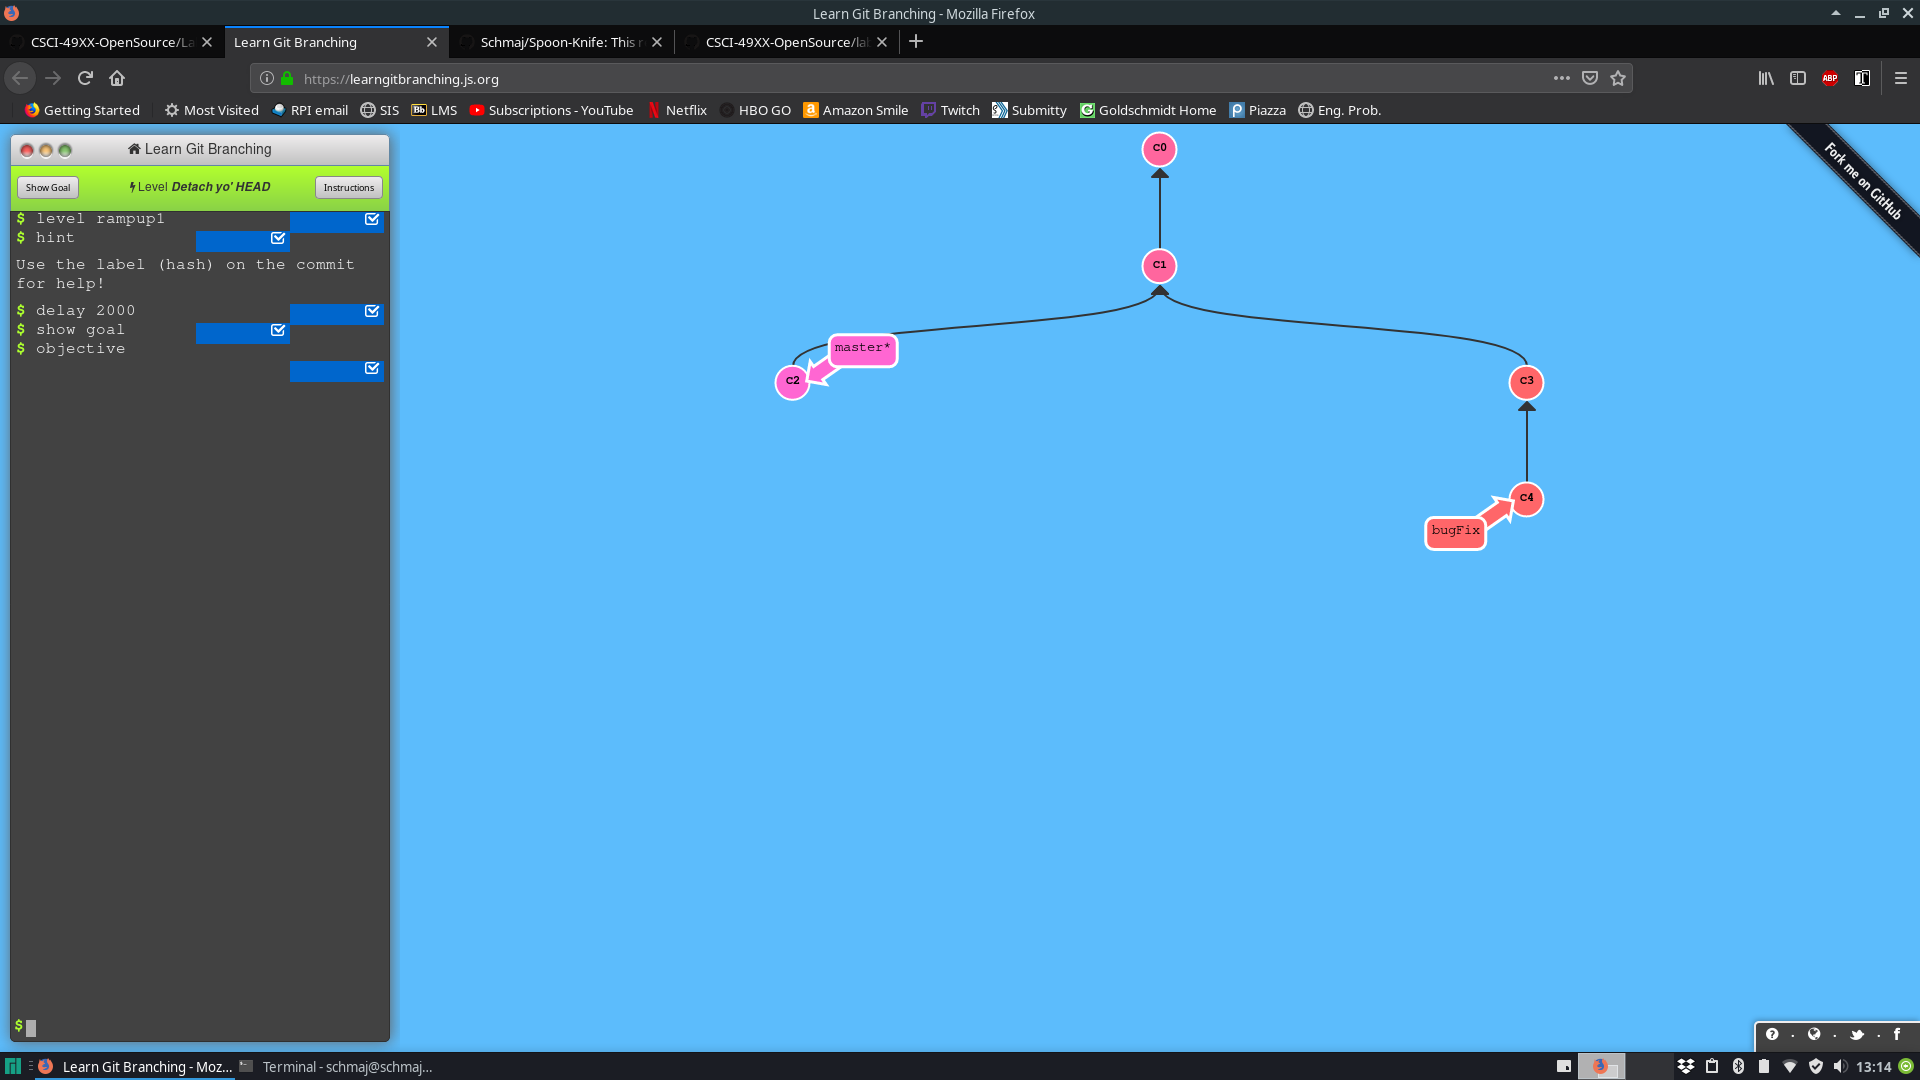 Learn Git Branching - Mozilla Firefox
CSCI-49XX-OpenSource/La
Learn Git Branching
Schmaj/Spoon-Knife: This r
CSCI-49XX-OpenSource/lab
https://learngitbranching.js.org
ABP
Getting Started
Most Visited
RPI email
SIS
Bb LMS
Subscriptions - YouTube
Netflix
HBO GO
Amazon Smile
Twitch
Submitty
Goldschmidt Home
Piazza
Eng. Prob.
Learn Git Branching
Show Goal
Level Detach yo' HEAD
Instructions
$ level rampup1
$ hint
Use the label (hash) on the commit
for help!
$ delay 2000
$ show goal
$ objective
$
C0
C1
master*
C2
C3
C4
bugFix
Fork me on GitHub
Learn Git Branching - Moz...
Terminal - schmaj@schmaj...
13:14